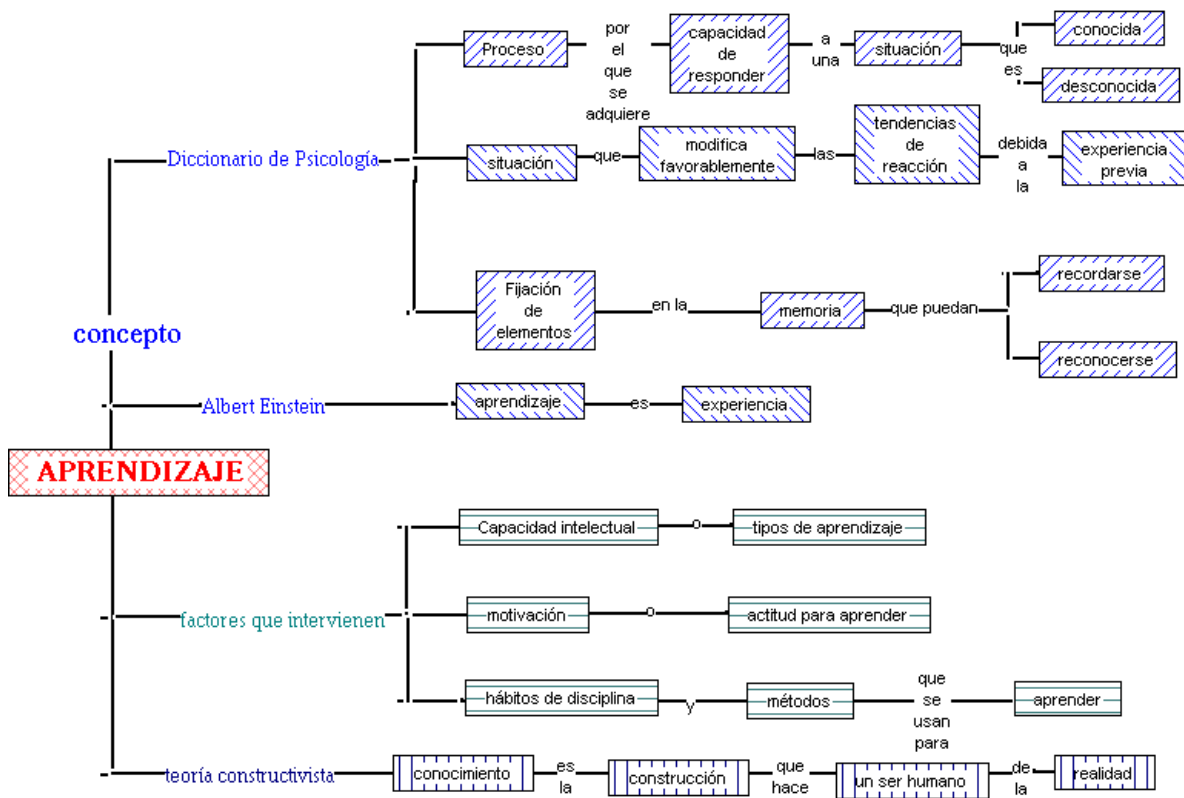 Proceso
por
el
que
se
adquiere
capacidad
de
responder
a
una
situación
que
es
conocida
desconocida
Diccionario de Psicología
situación
que
modifica
favorablemente
las
tendencias
de
reacción
debida
a
la
experiencia
previa
Fijación
de
elementos
en la
memoria
que puedan
recordarse
reconocerse
concepto
Albert Einstein
aprendizaje
es
experiencia
APRENDIZAJE
Capacidad intelectual
o
tipos de aprendizaje
factores que intervienen
motivación
o
actitud para aprender
hábitos de disciplina
y
métodos
que
se
usan
para
aprender
teoría constructivista
conocimiento
es
la
construcción
que
hace
un ser humano
de
la
realidad